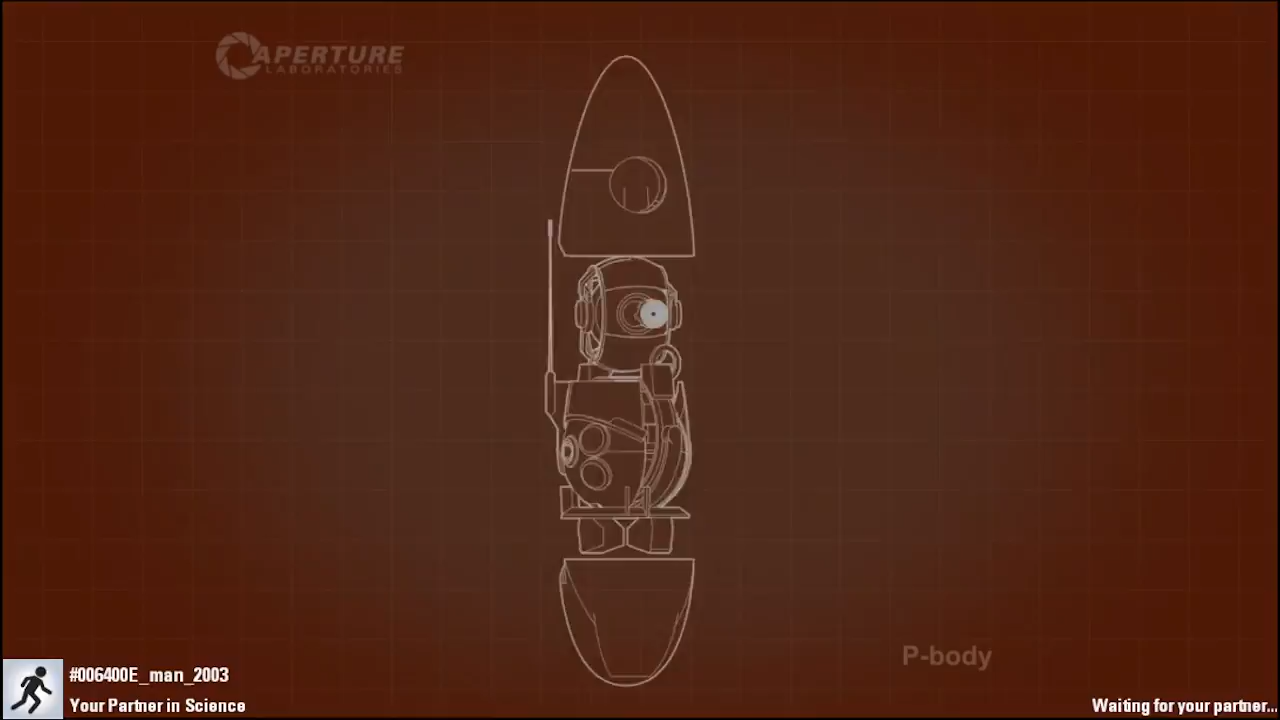 APERTURE
LABORATORIES
P-body
#006400E_man_2003
Your Partner in Science
Waiting for your partner...